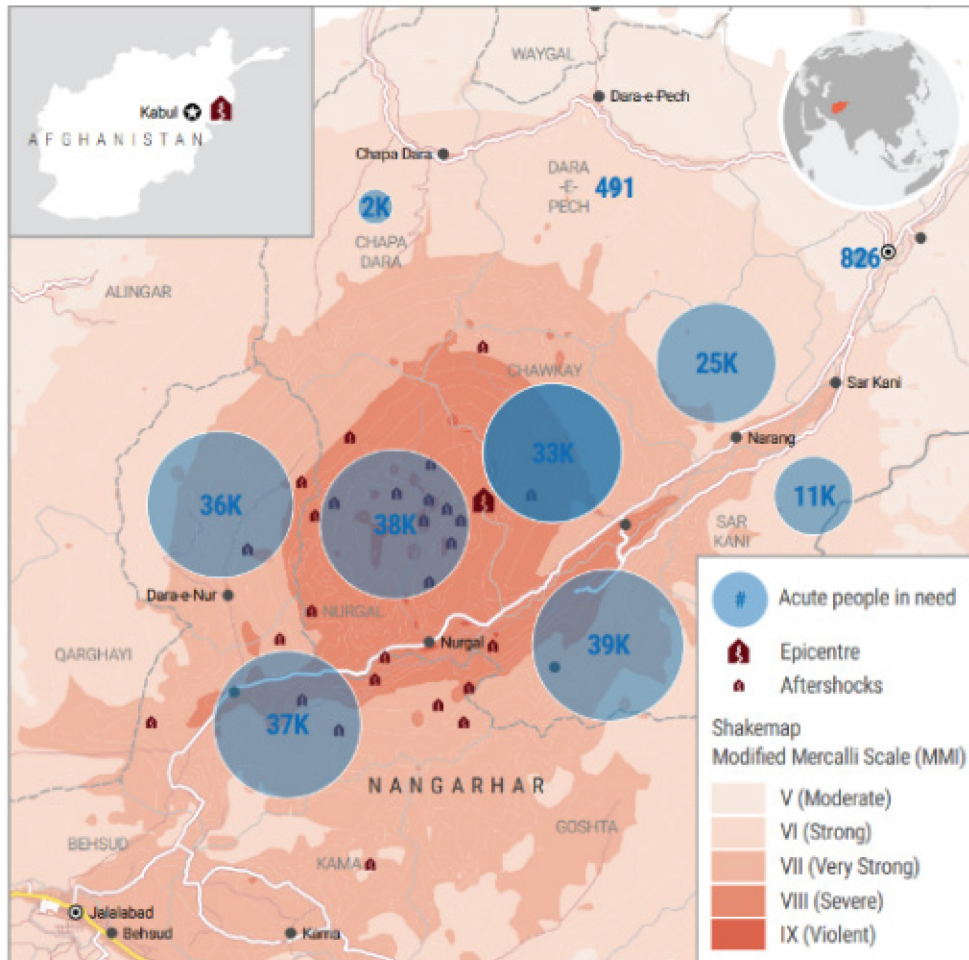 WAYGAL
Dara-e-Pech
Kabul
AFGHANISTAN
Chapa Dara
DARA
-E-
PECH
491
2K
CHAPA
DARA
826
ALINGAR
25K
CHAWKAY
Sar Kani
Narang
33K
36K
38K
11K
SAR
KANI
Dara-e-Nur
NURGAL
Nurgal
QARGHAYI
39K
37K
NANGARHAR
GOSHTA
BEHSUD
KAMA
Jalalabad
Behsud
Kama
# Acute people in need
Epicentre
Aftershocks
Shakemap
Modified Mercalli Scale (MMI)
V (Moderate)
VI (Strong)
VII (Very Strong)
VIII (Severe)
IX (Violent)